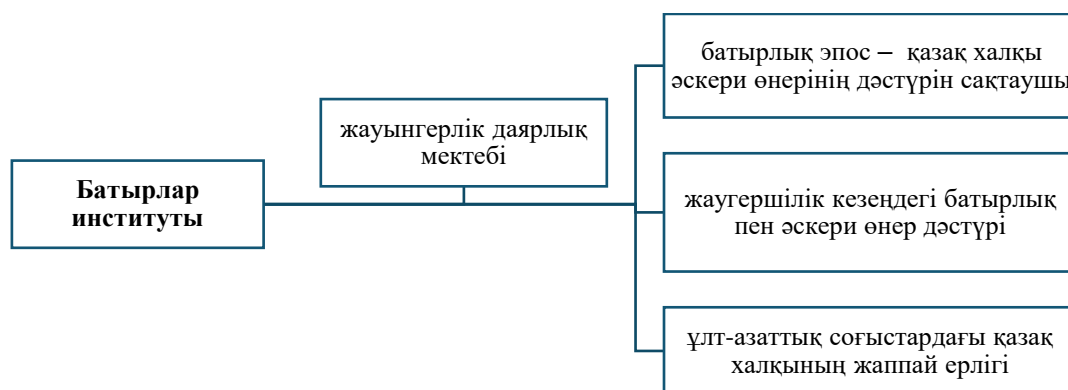 Батырлар
институты
жауынгерлік даярлық
мектебі
батырлық эпос – қазақ халқы
әскери өнерінің дәстүрін сақтаушы
жаугершілік кезеңдегі батырлық
пен әскери өнер дәстүрі
ұлт-азаттық соғыстардағы қазақ
халқының жаппай ерлігі